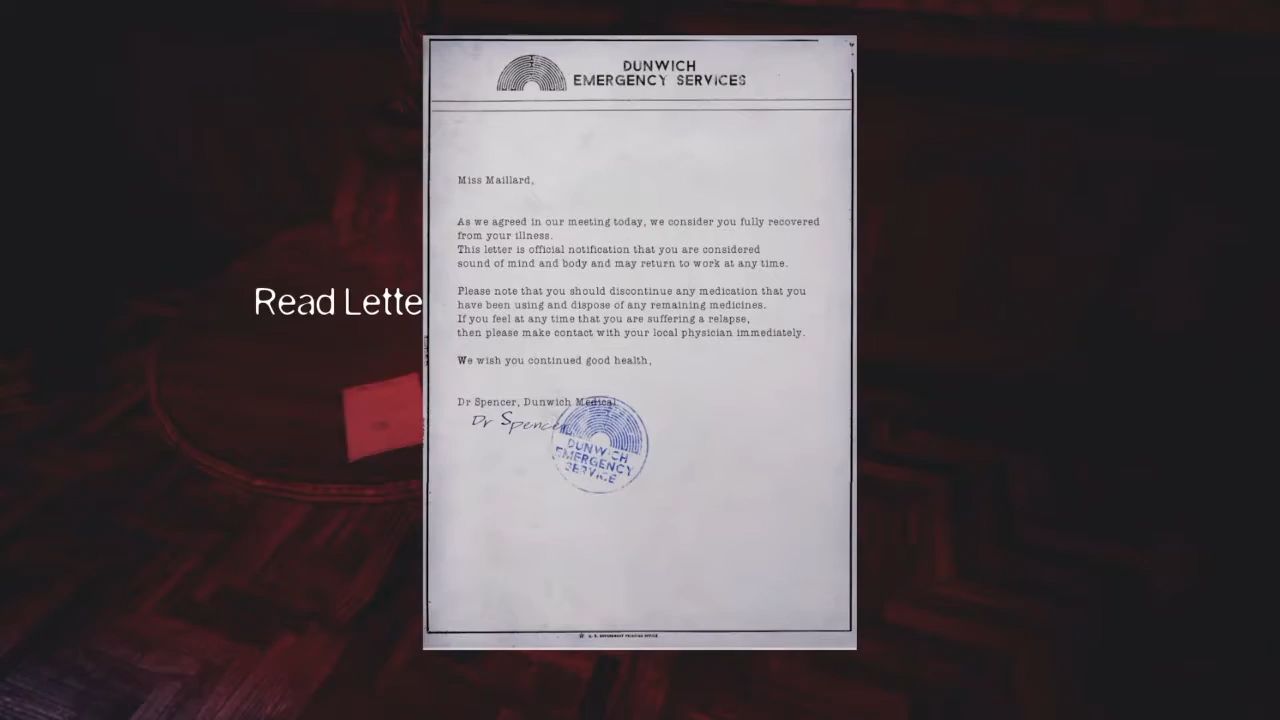 DUNWICH
EMERGENCY SERVICES
Miss Maillard,
As we agreed in our meeting today, we consider you fully recovered
from your illness.
This letter is official notification that you are considered
sound of mind and body and may return to work at any time.
Please note that you should discontinue any medication that you
have been using and dispose of any remaining medicines.
If you feel at any time that you are suffering a relapse,
then please make contact with your local physician immediately.
Read Lette
We wish you continued good health,
Dr Spencer, Dunwich Medical
Dr Spencer
DUNWICH
EMERGENCY
SERVICE
U. S. GOVERNMENT PRINTING OFFICE